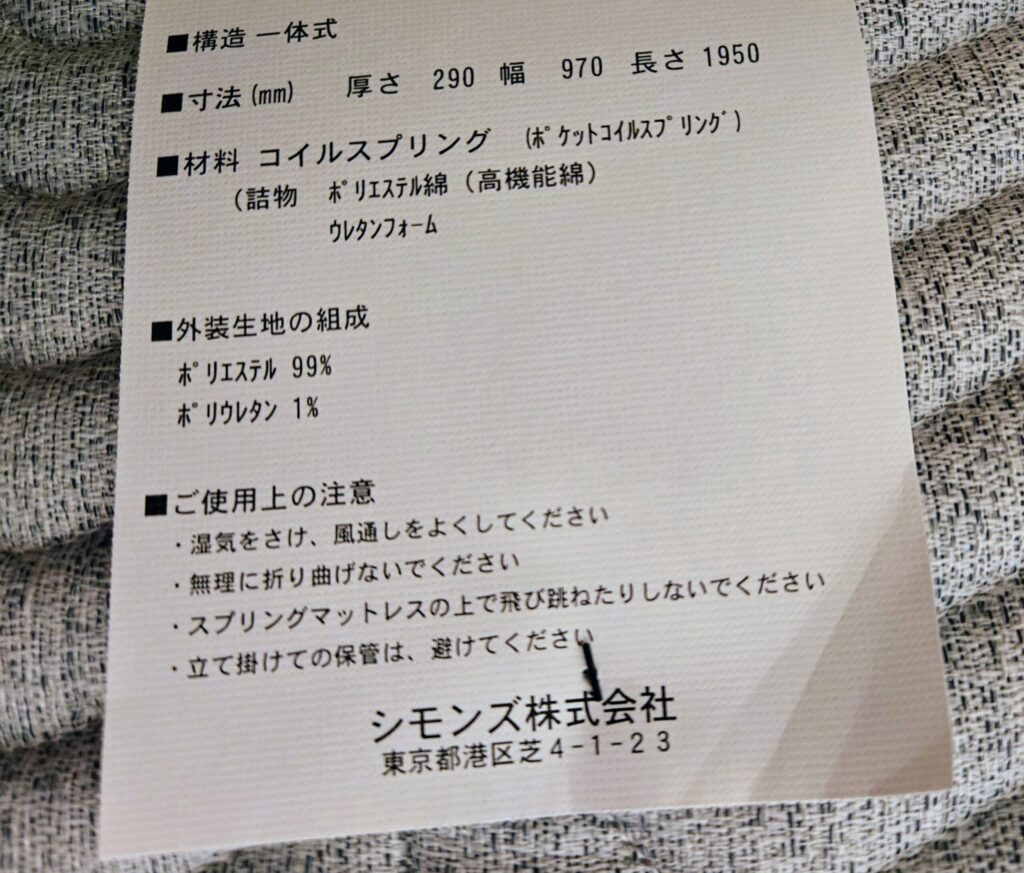 ■構造 一体式
■寸法(mm) 厚さ 290 幅 970 長さ 1950
■材料 コイルスプリング (ﾎﾟｹｯﾄｺｲﾙｽﾌﾟﾘﾝｸﾞ)
(詰物 ﾎﾟﾘｴｽﾃﾙ綿(高機能綿)
ｳﾚﾀﾝﾌｫｰﾑ
■外装生地の組成
ﾎﾟﾘｴｽﾃﾙ 99%
ﾎﾟﾘｳﾚﾀﾝ 1%
■ご使用上の注意
・湿気をさけ、風通しをよくしてください
・無理に折り曲げないでください
・スプリングマットレスの上で飛び跳ねたりしないでください
・立て掛けての保管は、避けてください
シモンズ株式会社
東京都港区芝4-1-23